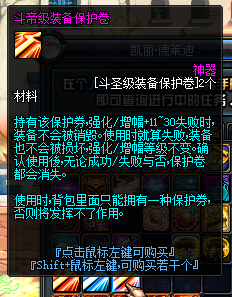 斗帝级装备保护卷
凯丽·德莱迪
神器
[斗圣级装备保护卷]2个
材料
持有该保护券,强化/增幅+11~30失败时,
装备不会被销毁。使用时就算失败,装备
也不会被损坏,强化/增幅等级不变。确
认使用後,无论成功/失败与否,保护卷
都会消失。
使用时,背包里面只能拥有一种保护券,
否则将发挥不了作用。
『点击鼠标左键可购买』
『Shift+鼠标左键,可购买若干个』